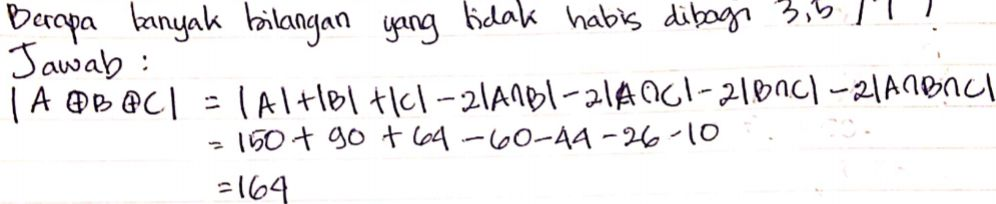 Berapa banyak bilangan yang tidak habis dibagi 3,5
Jawab :
|A ⊕B ⊕C| = |A|+|B| +|C| -2|A∩B|-2|A∩C|-2|B∩C| -2|A∩B∩C|
= 150 + 90 + 64 -60-44-26-10
=164